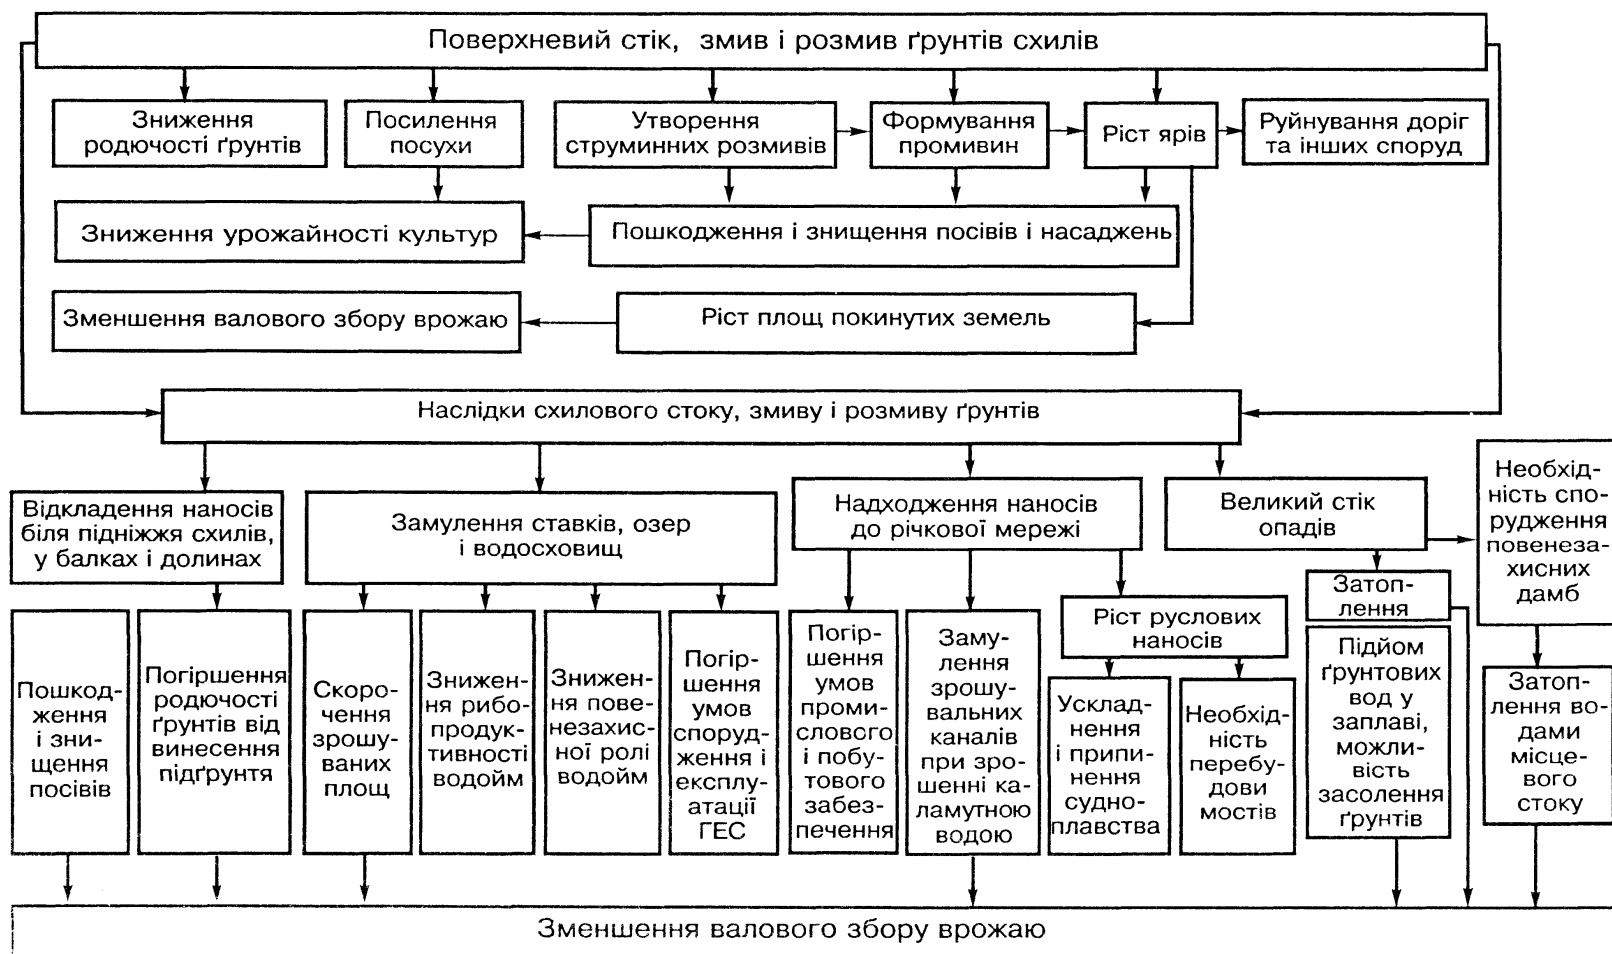 Поверхневий стік, змив і розмив ґрунтів схилів
Зниження
родючості ґрунтів
Посилення
посухи
Утворення
струминних розмивів
Формування
промивин
Ріст ярів
Руйнування доріг
та інших споруд
Зниження урожайності культур
Пошкодження і знищення посівів і насаджень
Зменшення валового збору врожаю
Ріст площ покинутих земель
Наслідки схилового стоку, змиву і розмиву ґрунтів
Відкладення наносів
біля підніжжя схилів,
у балках і долинах
Замулення ставків, озер
і водосховищ
Надходження наносів
до річкової мережі
Великий стік
опадів
Необхід-
ність спо-
рудження
повенеза-
хисних
дамб
Пошкод-
ження
і зни-
щення
посівів
Погіршення
родючості
ґрунтів від
винесення
підґрунтя
Скоро-
чення
зрошу-
ваних
площ
Знижен-
ня рибо-
продук-
тивності
водойм
Знижен-
ня пове-
незахис-
ної ролі
водойм
Погір-
шення
умов
споруд-
ження і
експлу-
атації
ГЕС
Погір-
шення
умов
проми-
слового
і побу-
тового
забез-
печення
Заму-
лення
зрошу-
вальних
каналів
при зро-
шенні ка-
ламутною
водою
Ріст руслових
наносів
Усклад-
нення
і припи-
нення
судно-
плавства
Необхід-
ність
перебу-
дови
мостів
Затоп-
лення
Підйом
ґрунтових
вод у
заплаві,
можли-
вість
засолення
ґрунтів
Затоп-
лення во-
дами
місце-
вого
стоку
Зменшення валового збору врожаю